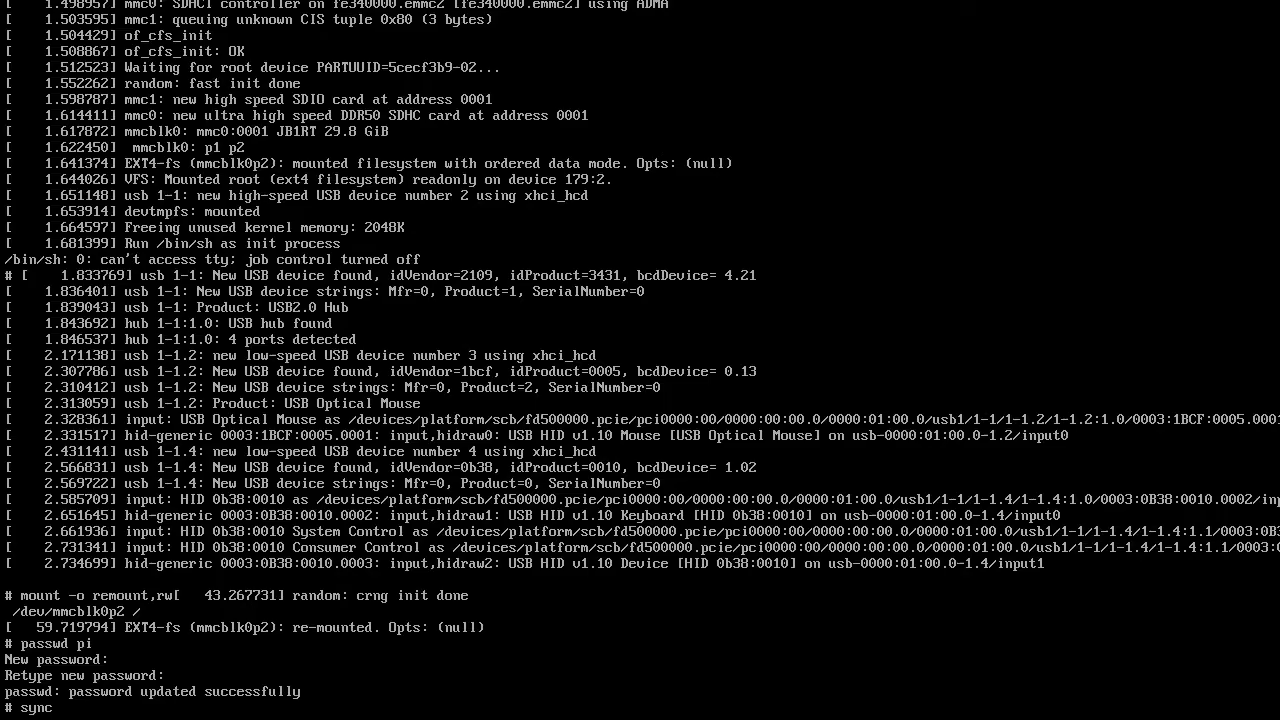 [    1.498957] mmc0: SDHCI controller on fe340000.emmc2 [fe340000.emmc2] using ADMA
[    1.503595] mmc1: queuing unknown CIS tuple 0x80 (3 bytes)
[    1.504429] of_cfs_init
[    1.508867] of_cfs_init: OK
[    1.512523] Waiting for root device PARTUUID=5cecf3b9-02...
[    1.552262] random: fast init done
[    1.598787] mmc1: new high speed SDIO card at address 0001
[    1.614411] mmc0: new ultra high speed DDR50 SDHC card at address 0001
[    1.617872] mmcblk0: mmc0:0001 JB1RT 29.8 GiB
[    1.622450]  mmcblk0: p1 p2
[    1.641374] EXT4-fs (mmcblk0p2): mounted filesystem with ordered data mode. Opts: (null)
[    1.644026] VFS: Mounted root (ext4 filesystem) readonly on device 179:2.
[    1.651148] usb 1-1: new high-speed USB device number 2 using xhci_hcd
[    1.653914] devtmpfs: mounted
[    1.664597] Freeing unused kernel memory: 2048K
[    1.681399] Run /bin/sh as init process
/bin/sh: 0: can't access tty; job control turned off
# [    1.833769] usb 1-1: New USB device found, idVendor=2109, idProduct=3431, bcdDevice= 4.21
[    1.836401] usb 1-1: New USB device strings: Mfr=0, Product=1, SerialNumber=0
[    1.839043] usb 1-1: Product: USB2.0 Hub
[    1.843692] hub 1-1:1.0: USB hub found
[    1.846537] hub 1-1:1.0: 4 ports detected
[    2.171138] usb 1-1.2: new low-speed USB device number 3 using xhci_hcd
[    2.307786] usb 1-1.2: New USB device found, idVendor=1bcf, idProduct=0005, bcdDevice= 0.13
[    2.310412] usb 1-1.2: New USB device strings: Mfr=0, Product=2, SerialNumber=0
[    2.313059] usb 1-1.2: Product: USB Optical Mouse
[    2.328361] input: USB Optical Mouse as /devices/platform/scb/fd500000.pcie/pci0000:00/0000:00:00.0/0000:01:00.0/usb1/1-1/1-1.2/1-1.2:1.0/0003:1BCF:0005.0001
[    2.331517] hid-generic 0003:1BCF:0005.0001: input,hidraw0: USB HID v1.10 Mouse [USB Optical Mouse] on usb-0000:01:00.0-1.2/input0
[    2.431141] usb 1-1.4: new low-speed USB device number 4 using xhci_hcd
[    2.566831] usb 1-1.4: New USB device found, idVendor=0b38, idProduct=0010, bcdDevice= 1.02
[    2.569722] usb 1-1.4: New USB device strings: Mfr=0, Product=0, SerialNumber=0
[    2.585709] input: HID 0b38:0010 as /devices/platform/scb/fd500000.pcie/pci0000:00/0000:00:00.0/0000:01:00.0/usb1/1-1/1-1.4/1-1.4:1.0/0003:0B38:0010.0002/inp
[    2.651645] hid-generic 0003:0B38:0010.0002: input,hidraw1: USB HID v1.10 Keyboard [HID 0b38:0010] on usb-0000:01:00.0-1.4/input0
[    2.661936] input: HID 0b38:0010 System Control as /devices/platform/scb/fd500000.pcie/pci0000:00/0000:00:00.0/0000:01:00.0/usb1/1-1/1-1.4/1-1.4:1.1/0003:0B3
[    2.731341] input: HID 0b38:0010 Consumer Control as /devices/platform/scb/fd500000.pcie/pci0000:00/0000:00:00.0/0000:01:00.0/usb1/1-1/1-1.4/1-1.4:1.1/0003:0
[    2.734699] hid-generic 0003:0B38:0010.0003: input,hidraw2: USB HID v1.10 Device [HID 0b38:0010] on usb-0000:01:00.0-1.4/input1
# mount -o remount,rw[   43.267731] random: crng init done
 /dev/mmcblk0p2 /
[   59.719794] EXT4-fs (mmcblk0p2): re-mounted. Opts: (null)
# passwd pi
New password:
Retype new password:
passwd: password updated successfully
# sync